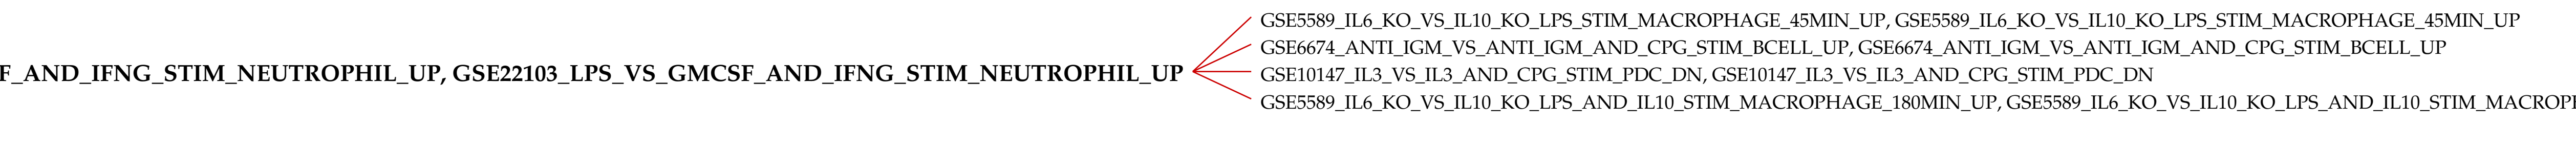 GSE5589_IL6_KO_VS_IL10_KO_LPS_STIM_MACROPHAGE_45MIN_UP, GSE5589_IL6_KO_VS_IL10_KO_LPS_STIM_MACROPHAGE_45MIN_UP
GSE6674_ANTI_IGM_VS_ANTI_IGM_AND_CPG_STIM_BCELL_UP, GSE6674_ANTI_IGM_VS_ANTI_IGM_AND_CPG_STIM_BCELL_UP
F_AND_IFNG_STIM_NEUTROPHIL_UP, GSE22103_LPS_VS_GMCSF_AND_IFNG_STIM_NEUTROPHIL_UP
GSE10147_IL3_VS_IL3_AND_CPG_STIM_PDC_DN, GSE10147_IL3_VS_IL3_AND_CPG_STIM_PDC_DN
GSE5589_IL6_KO_VS_IL10_KO_LPS_AND_IL10_STIM_MACROPHAGE_180MIN_UP, GSE5589_IL6_KO_VS_IL10_KO_LPS_AND_IL10_STIM_MACROP